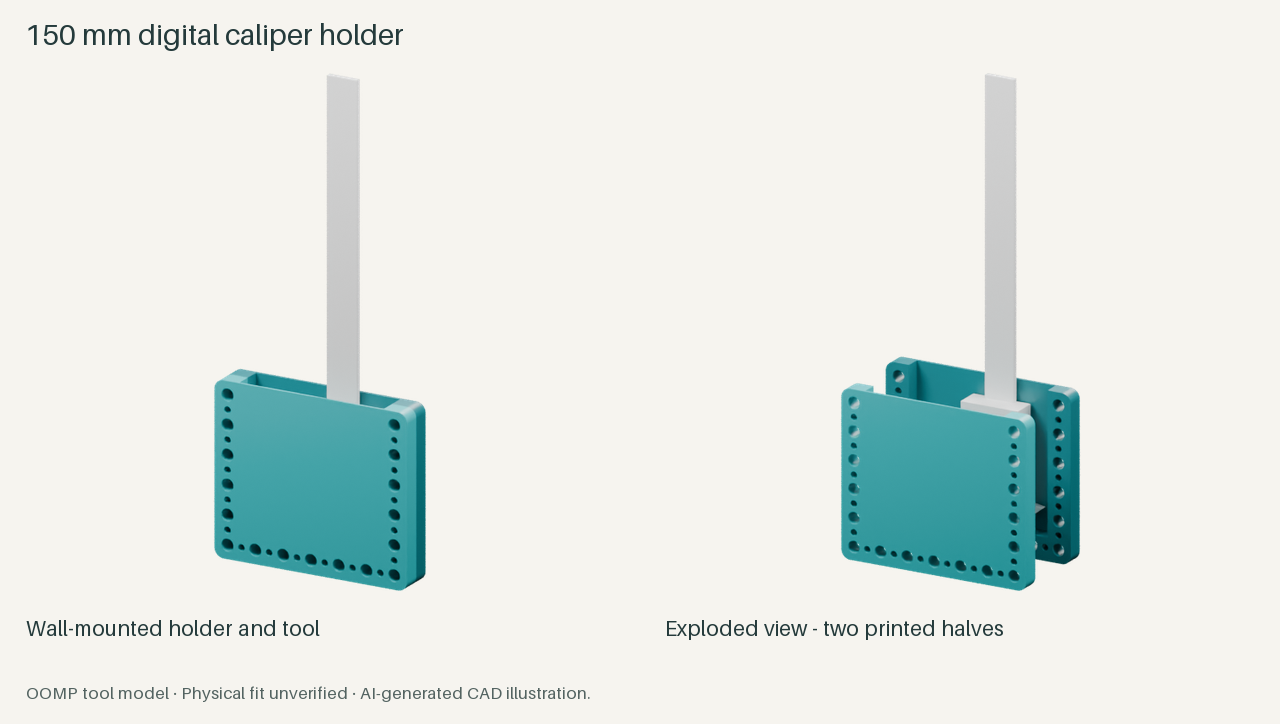 150 mm digital caliper holder
Wall-mounted holder and tool
Exploded view - two printed halves
OOMP tool model · Physical fit unverified · AI-generated CAD illustration.